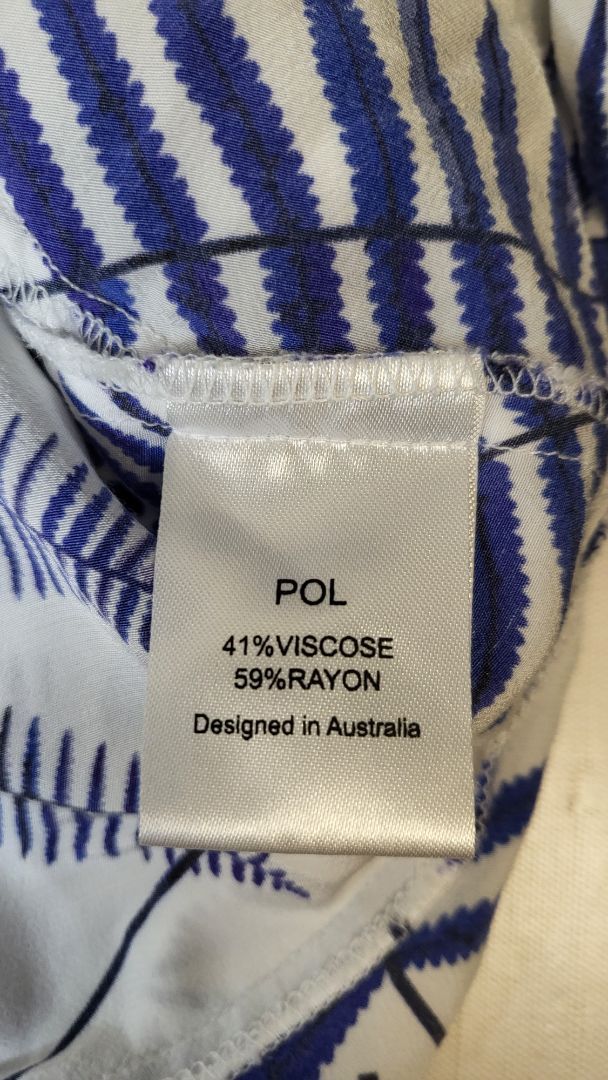 POL
41%VISCOSE
59%RAYON
Designed in Australia